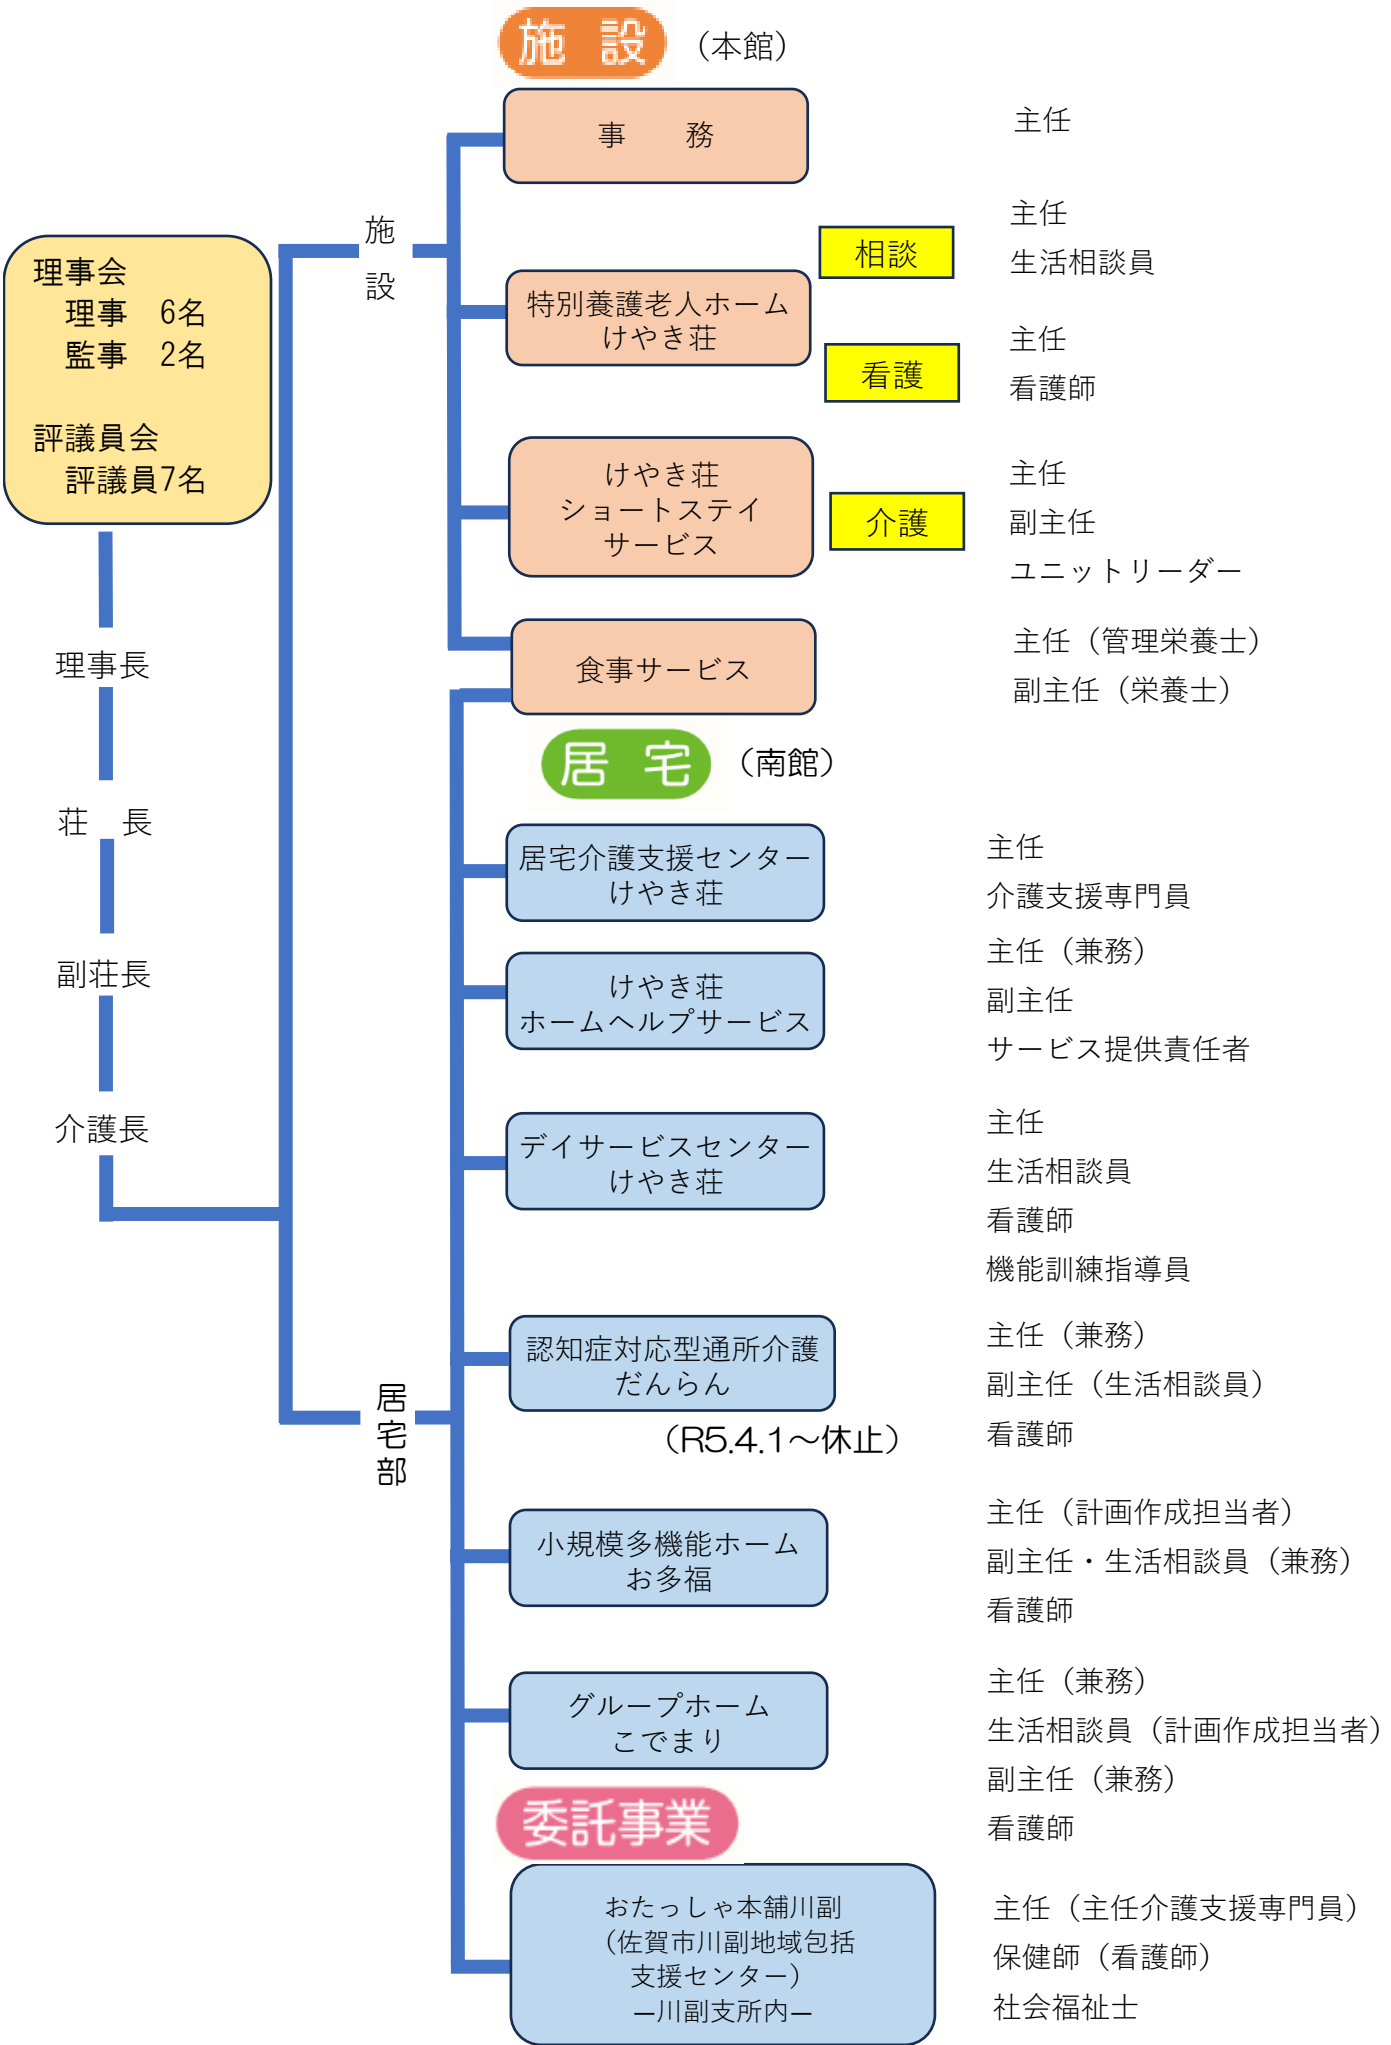 施 設 （本館）
事　　務
主任
施
設
理事会
理事　6名
監事　2名
評議員会
評議員7名
特別養護老人ホーム
けやき荘
相談
主任
生活相談員
看護
主任
看護師
けやき荘
ショートステイ
サービス
介護
主任
副主任
ユニットリーダー
食事サービス
主任（管理栄養士）
副主任（栄養士）
理事長
荘　長
副荘長
介護長
居 宅 （南館）
居宅介護支援センター
けやき荘
主任
介護支援専門員
けやき荘
ホームヘルプサービス
主任（兼務）
副主任
サービス提供責任者
デイサービスセンター
けやき荘
主任
生活相談員
看護師
機能訓練指導員
居
宅
部
認知症対応型通所介護
だんらん
（R5.4.1～休止）
主任（兼務）
副主任（生活相談員）
看護師
小規模多機能ホーム
お多福
主任（計画作成担当者）
副主任・生活相談員（兼務）
看護師
グループホーム
こでまり
主任（兼務）
生活相談員（計画作成担当者）
副主任（兼務）
看護師
委託事業
おたっしゃ本舗川副
（佐賀市川副地域包括
支援センター）
―川副支所内―
主任（主任介護支援専門員）
保健師（看護師）
社会福祉士